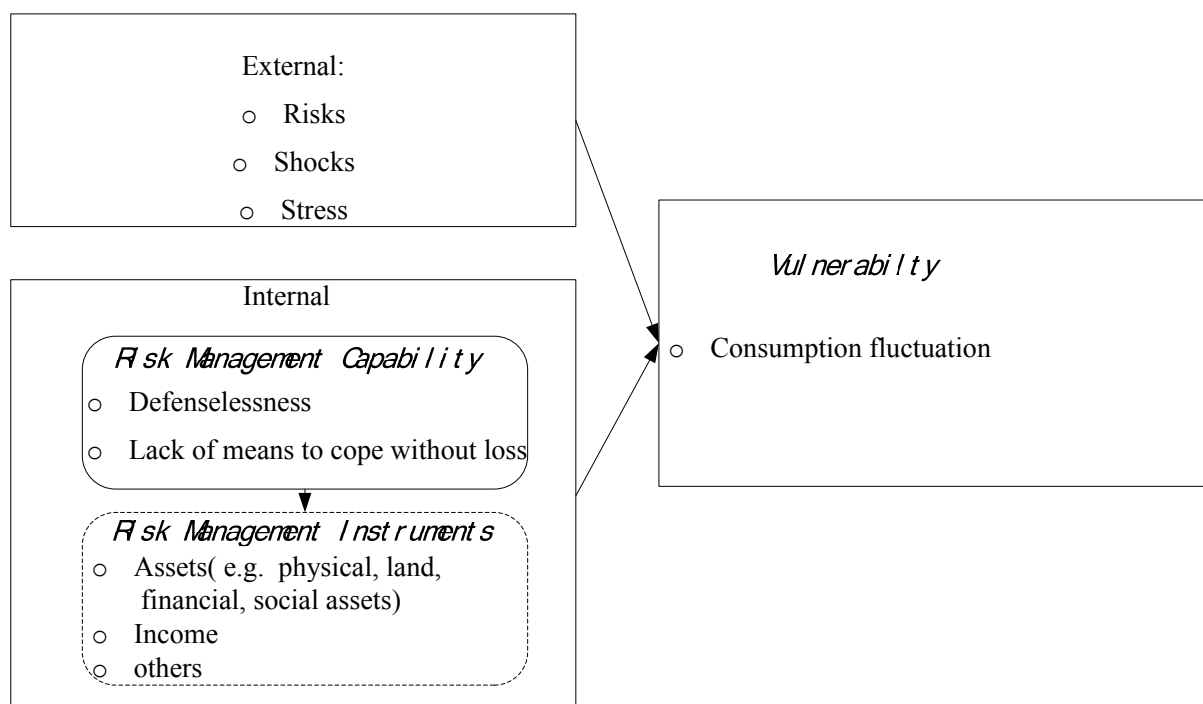 External:
○ Risks
○ Shocks
○ Stress
Internal
Risk Management Capability
○ Defenselessness
○ Lack of means to cope without loss
Risk Management Instruments
○ Assets( e.g. physical, land,
financial, social assets)
○ Income
○ others
Vulnerability
○ Consumption fluctuation